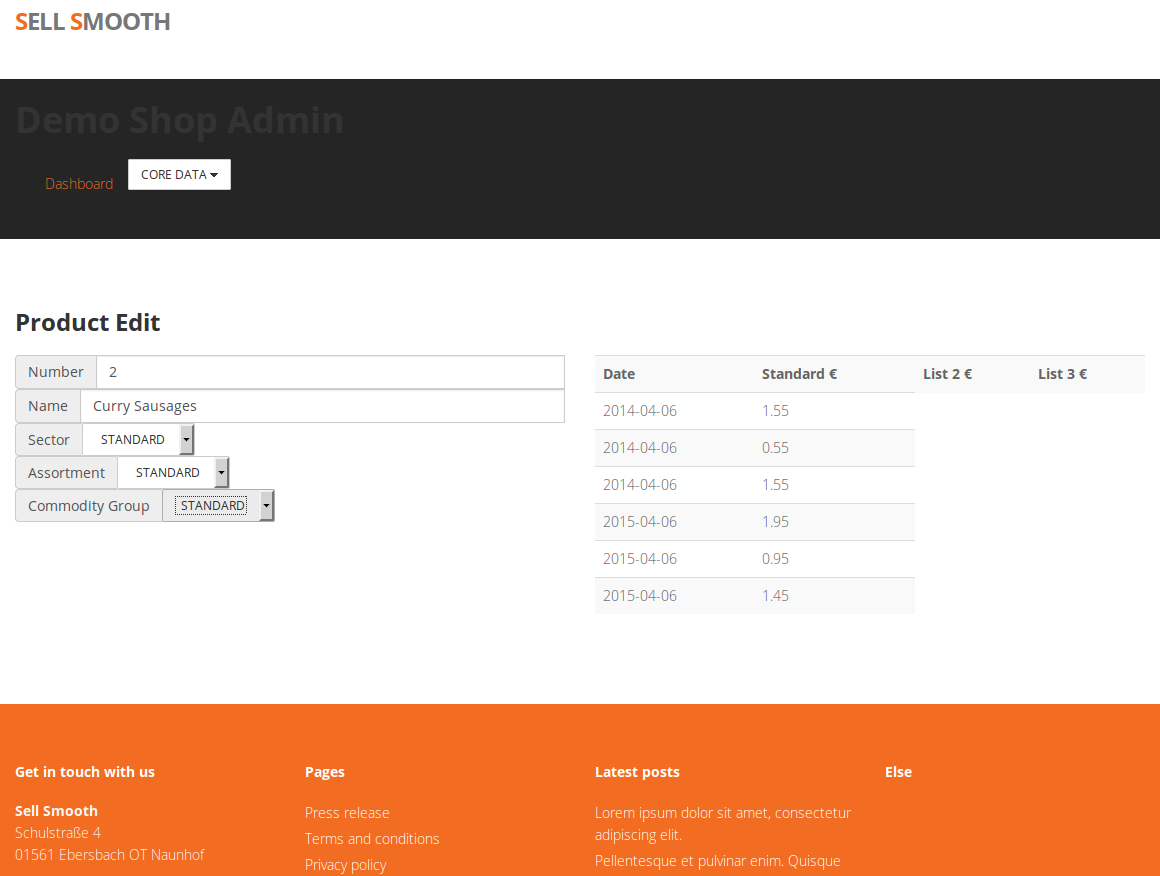 SELL SMOOTH
Demo Shop Admin
Dashboard CORE DATA
Product Edit
Number 2
Name Curry Sausages
Sector STANDARD
Assortment STANDARD
Commodity Group STANDARD
Date Standard € List 2 € List 3 €
2014-04-06 1.55
2014-04-06 0.55
2014-04-06 1.55
2015-04-06 1.95
2015-04-06 0.95
2015-04-06 1.45
Get in touch with us
Sell Smooth
Schulstraße 4
01561 Ebersbach OT Naunhof
Pages
Press release
Terms and conditions
Privacy policy
Latest posts
Lorem ipsum dolor sit amet, consectetur
adipiscing elit.
Pellentesque et pulvinar enim. Quisque
Else